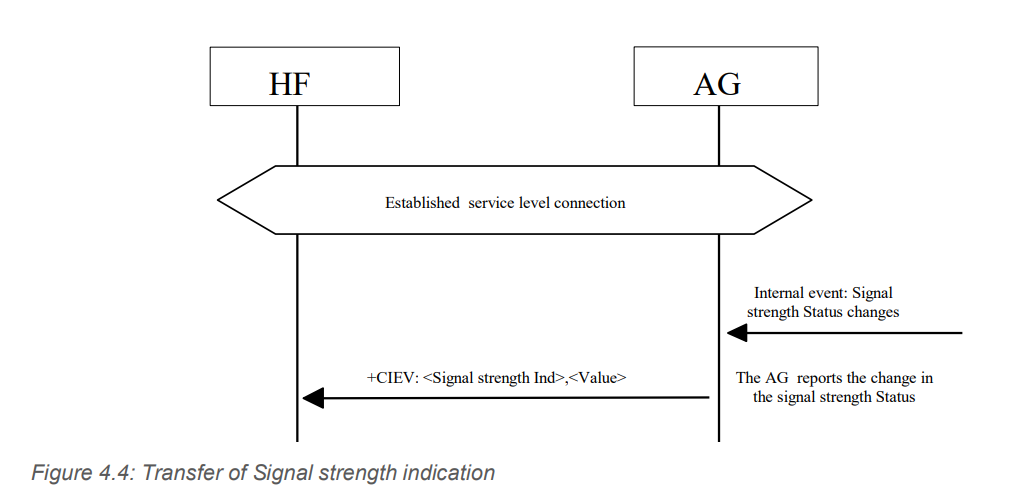 HF
AG
Established service level connection
Internal event: Signal
strength Status changes
+CIEV: <Signal strength Ind>,<Value>
The AG reports the change in
the signal strength Status
Figure 4.4: Transfer of Signal strength indication